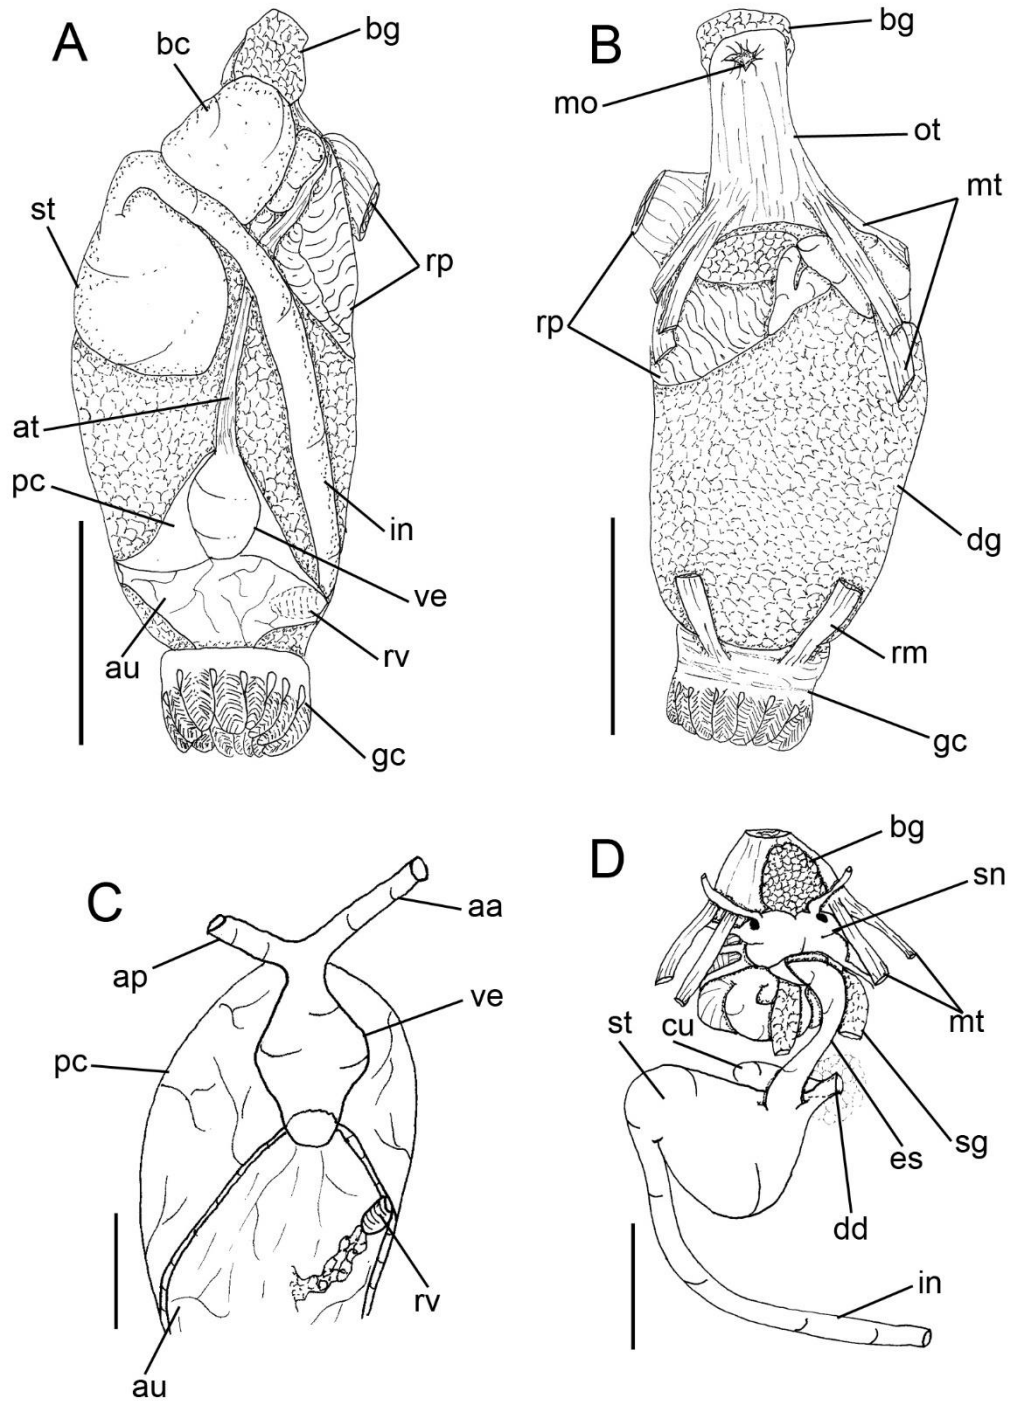 A
bc
bg
st
rp
at
pc
in
ve
au
rv
gc
B
bg
mo
ot
mt
rp
dg
rm
gc
C
aa
ap
ve
pc
rv
au
D
bg
sn
mt
st
cu
es
sg
dd
in